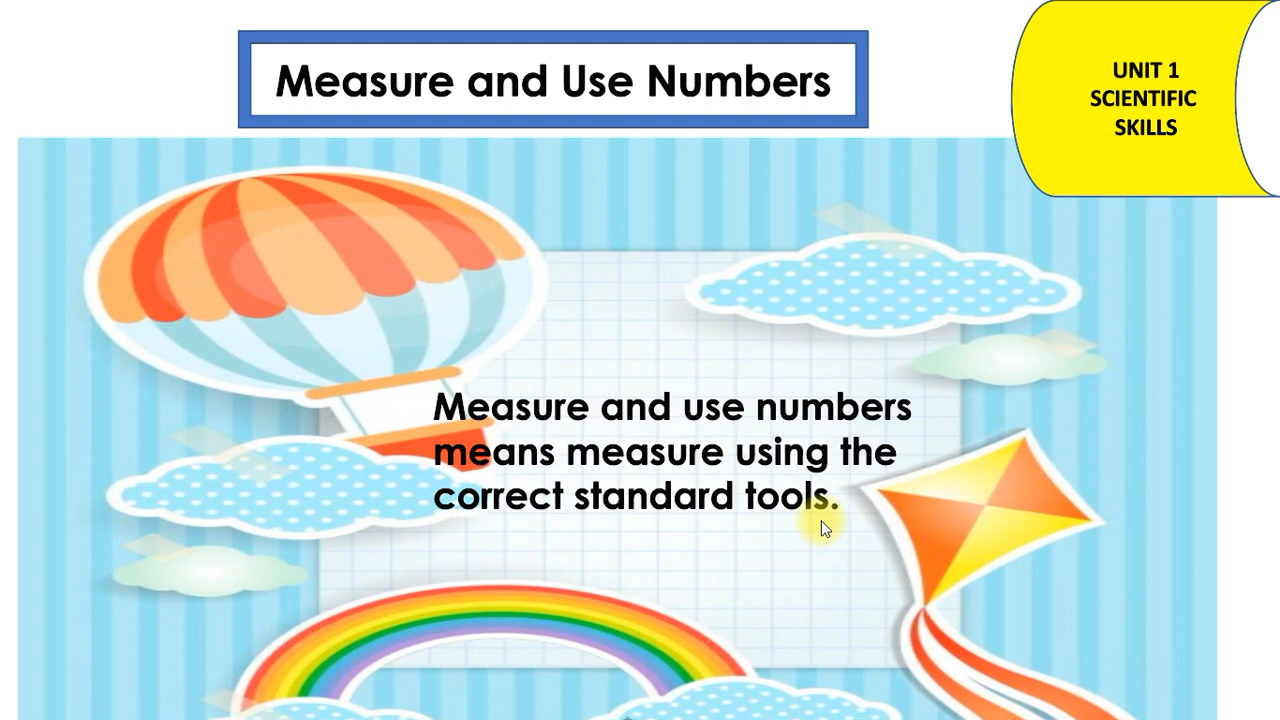 Measure and Use Numbers
UNIT 1
SCIENTIFIC
SKILLS
Measure and use numbers
means measure using the
correct standard tools.